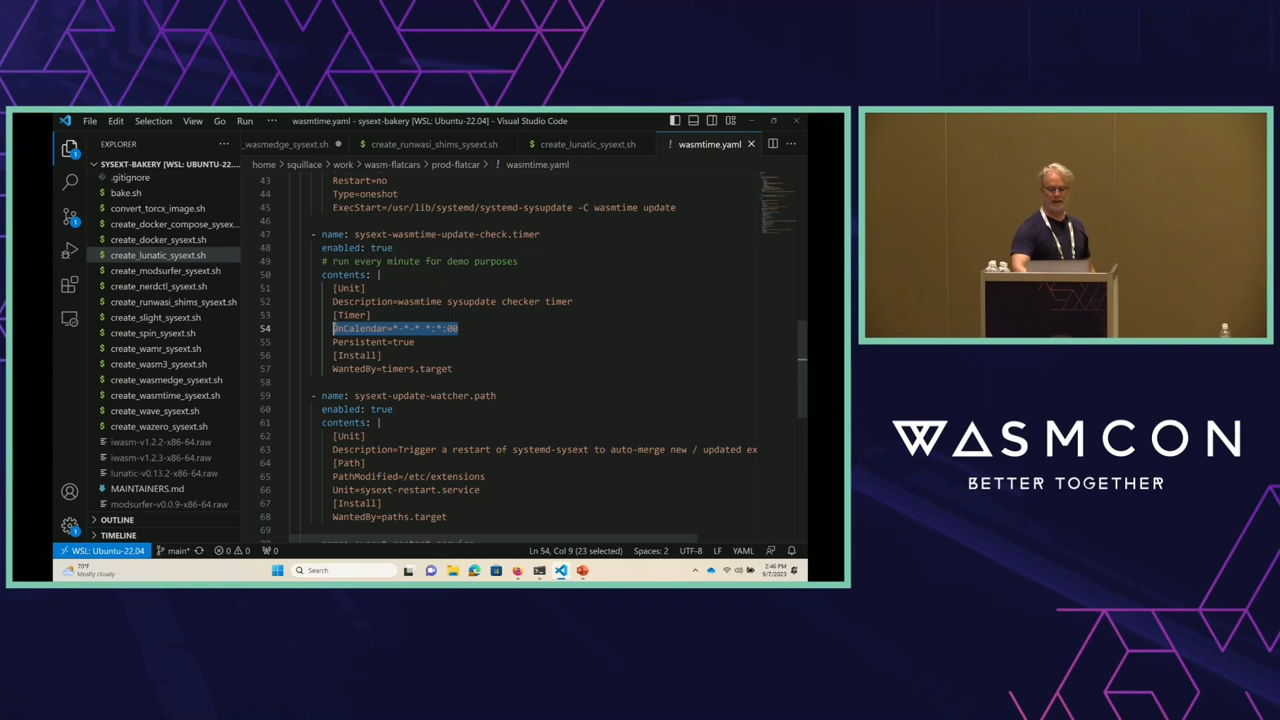 File Edit Selection View Go Run ··· wasmtime.yaml - sysext-bakery [WSL: Ubuntu-22.04] - Visual Studio Code
EXPLORER ···
_wasmedge_sysext.sh
$ create_runwasi_shims_sysext.sh
$ create_lunatic_sysext.sh
! wasmtime.yaml
SYSEXT-BAKERY [WSL: UBUNTU-22....
home > squillace > work > wasm-flatcars > prod-flatcar > ! wasmtime.yaml
.gitignore
$ bake.sh
$ convert_torcx_image.sh
$ create_docker_compose_sysex...
$ create_docker_sysext.sh
$ create_lunatic_sysext.sh
$ create_modsurfer_sysext.sh
$ create_nerdctl_sysext.sh
$ create_runwasi_shims_sysext.sh
$ create_slight_sysext.sh
$ create_spin_sysext.sh
$ create_wamr_sysext.sh
$ create_wasm3_sysext.sh
$ create_wasmedge_sysext.sh
$ create_wasmtime_sysext.sh
$ create_wave_sysext.sh
$ create_wazero_sysext.sh
iwasm-v1.2.2-x86-64.raw
iwasm-v1.2.3-x86-64.raw
lunatic-v0.13.2-x86-64.raw
MAINTAINERS.md
modsurfer-v0.0.9-x86-64.raw
OUTLINE
TIMELINE
43 Restart=no
44 Type=oneshot
45 ExecStart=/usr/lib/systemd/systemd-sysupdate -C wasmtime update
46
47 - name: sysext-wasmtime-update-check.timer
48 enabled: true
49 # run every minute for demo purposes
50 contents: |
51 [Unit]
52 Description=wasmtime sysupdate checker timer
53 [Timer]
54 OnCalendar=*-*-* *:*:00
55 Persistent=true
56 [Install]
57 WantedBy=timers.target
58
59 - name: sysext-update-watcher.path
60 enabled: true
61 contents: |
62 [Unit]
63 Description=Trigger a restart of systemd-sysext to auto-merge new / updated ex
64 [Path]
65 PathModified=/etc/extensions
66 Unit=sysext-restart.service
67 [Install]
68 WantedBy=paths.target
69
WSL: Ubuntu-22.04 main* 0 0 0 Ln 54, Col 9 (23 selected) Spaces: 2 UTF-8 LF YAML
70°F
Mostly cloudy
Search
2:46 PM
9/7/2023
WASMCON
BETTER TOGETHER